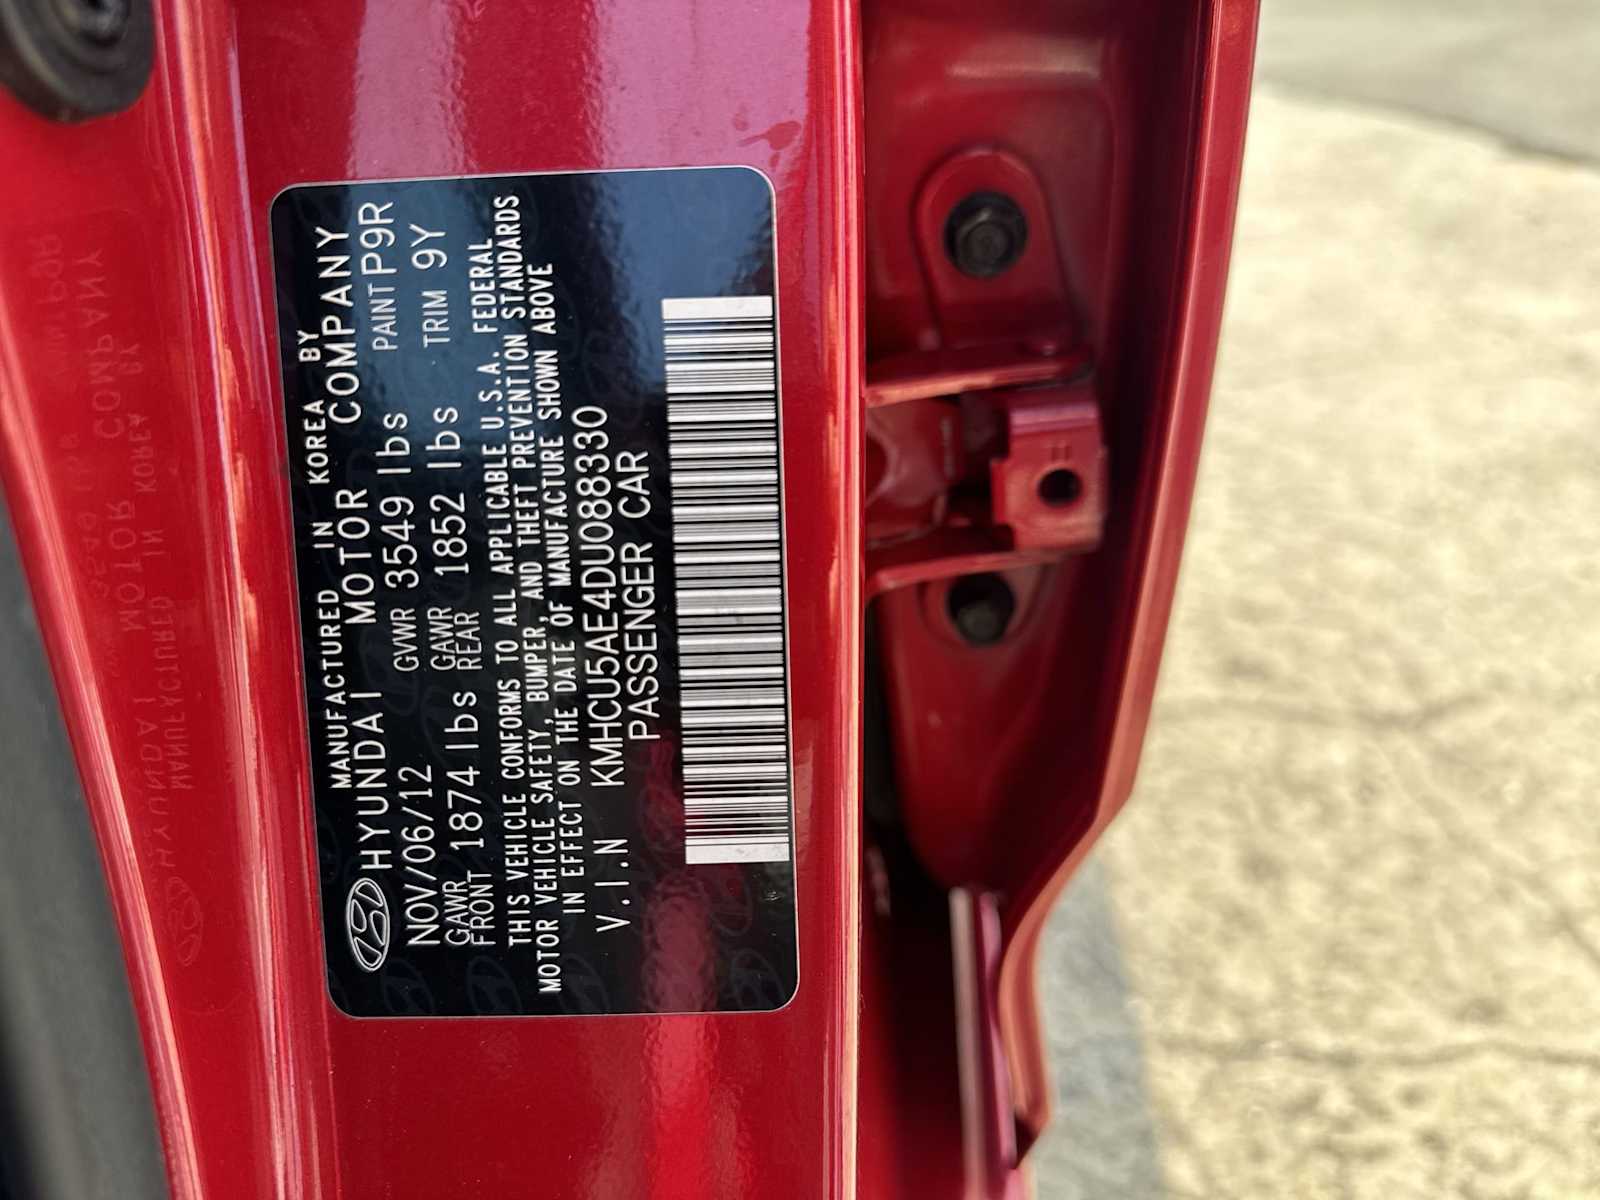 MANUFACTURED IN KOREA BY
HYUNDAI MOTOR COMPANY
NOV/06/12 GVWR 3549 lbs PAINT P9R
GAWR FRONT 1874 lbs GAWR REAR 1852 lbs TRIM 9Y
THIS VEHICLE CONFORMS TO ALL APPLICABLE U.S.A. FEDERAL
MOTOR VEHICLE SAFETY, BUMPER, AND THEFT PREVENTION STANDARDS
IN EFFECT ON THE DATE OF MANUFACTURE SHOWN ABOVE
V.I.N KMHCU5AE4DU088330
PASSENGER CAR